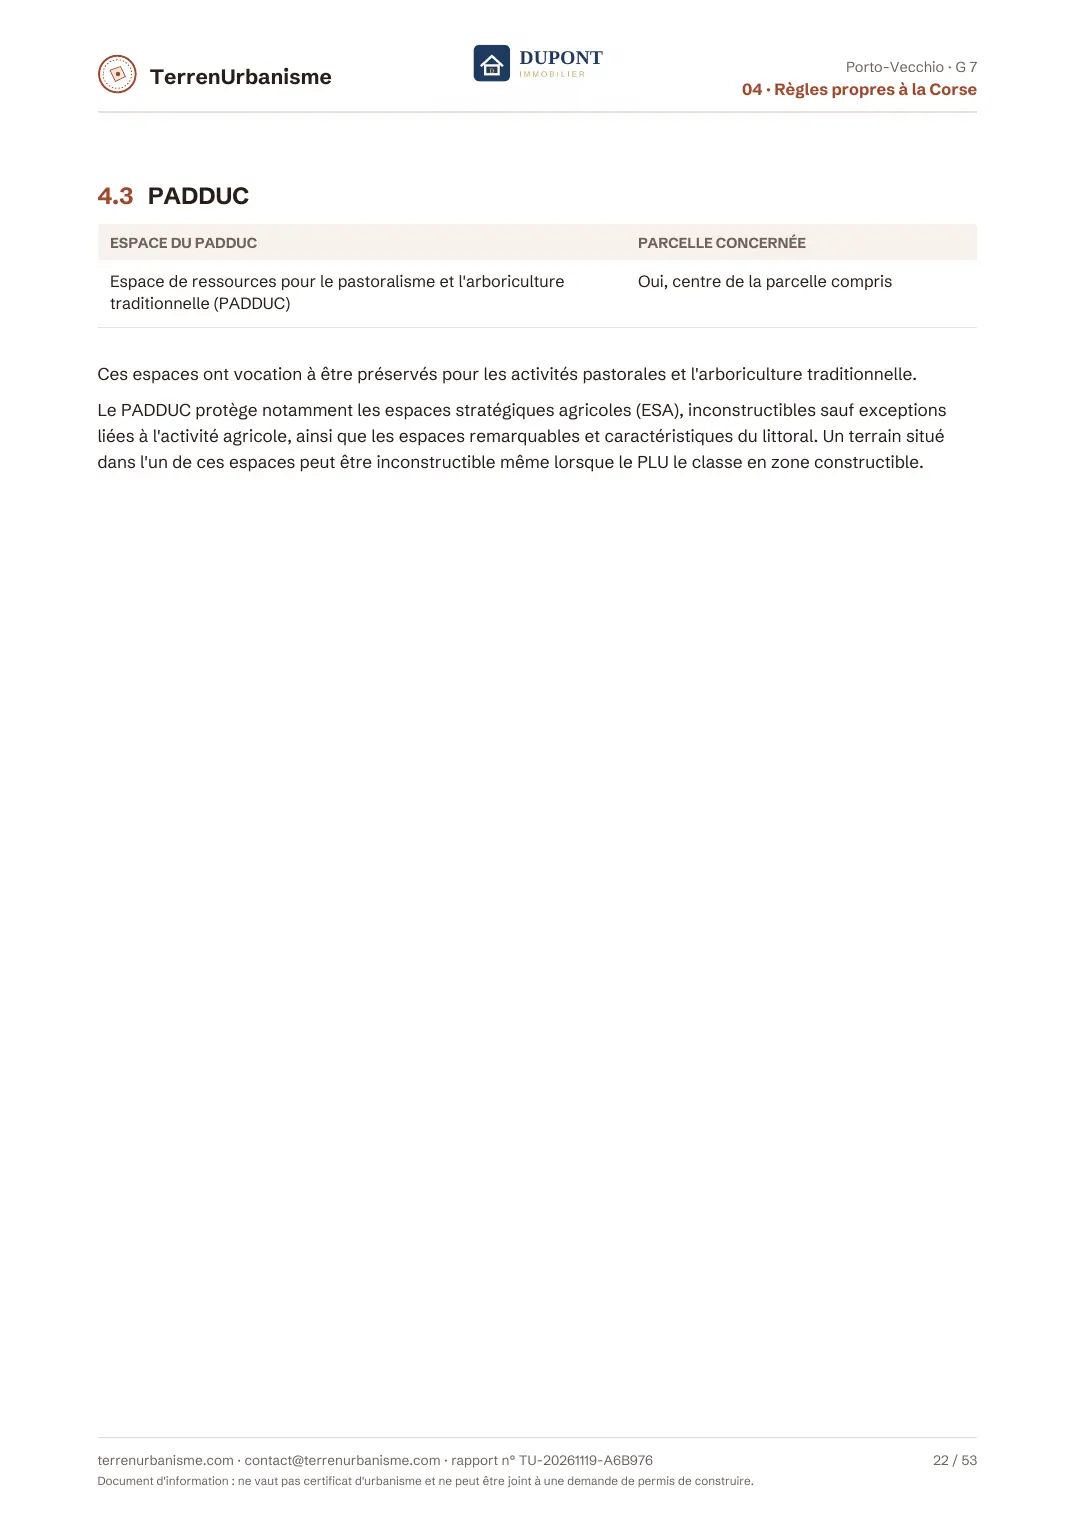 TerrenUrbanisme
DUPONT
IMMOBILIER
Porto-Vecchio · G 7
04 · Règles propres à la Corse
4.3 PADDUC
ESPACE DU PADDUC
PARCELLE CONCERNÉE
Espace de ressources pour le pastoralisme et l'arboriculture
traditionnelle (PADDUC)
Oui, centre de la parcelle compris
Ces espaces ont vocation à être préservés pour les activités pastorales et l'arboriculture traditionnelle.
Le PADDUC protège notamment les espaces stratégiques agricoles (ESA), inconstructibles sauf exceptions
liées à l'activité agricole, ainsi que les espaces remarquables et caractéristiques du littoral. Un terrain situé
dans l'un de ces espaces peut être inconstructible même lorsque le PLU le classe en zone constructible.
terrenurbanisme.com · contact@terrenurbanisme.com · rapport n° TU-20261119-A6B976
22 / 53
Document d'information : ne vaut pas certificat d'urbanisme et ne peut être joint à une demande de permis de construire.